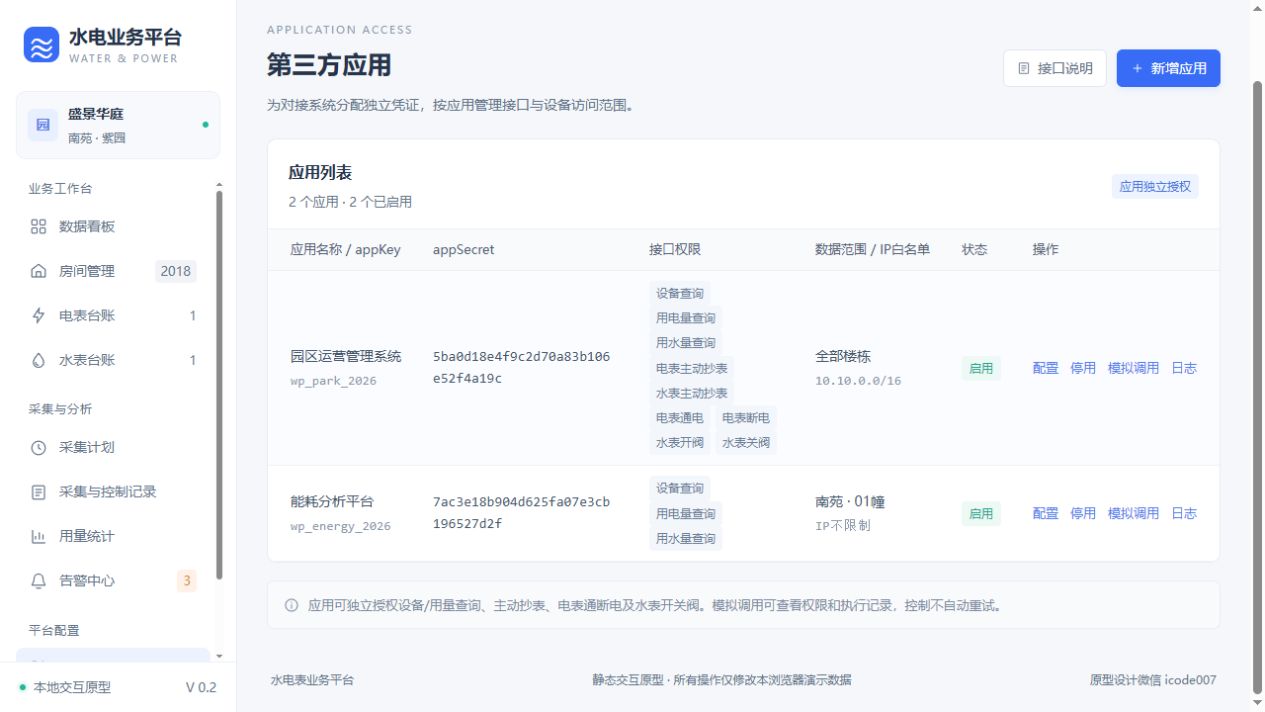 水电业务平台
WATER & POWER
园
盛景华庭
南苑 · 紫园
业务工作台
数据看板
房间管理 2018
电表台账 1
水表台账 1
采集与分析
采集计划
采集与控制记录
用量统计
告警中心 3
平台配置
本地交互原型 V 0.2
APPLICATION ACCESS
第三方应用
为对接系统分配独立凭证，按应用管理接口与设备访问范围。
接口说明
+ 新增应用
应用列表
2 个应用 · 2 个已启用
应用独立授权
应用名称 / appKey appSecret 接口权限 数据范围 / IP白名单 状态 操作
园区运营管理系统
wp_park_2026
5ba0d18e4f9c2d70a83b106
e52f4a19c
设备查询
用电量查询
用水量查询
电表主动抄表
水表主动抄表
电表通电 电表断电
水表开阀 水表关阀
全部楼栋
10.10.0.0/16
启用
配置 停用 模拟调用 日志
能耗分析平台
wp_energy_2026
7ac3e18b904d625fa07e3cb
196527d2f
设备查询
用电量查询
用水量查询
南苑 · 01幢
IP不限制
启用
配置 停用 模拟调用 日志
应用可独立授权设备/用量查询、主动抄表、电表通断电及水表开关阀。模拟调用可查看权限和执行记录，控制不自动重试。
水电表业务平台 静态交互原型 · 所有操作仅修改本浏览器演示数据 原型设计微信 icode007